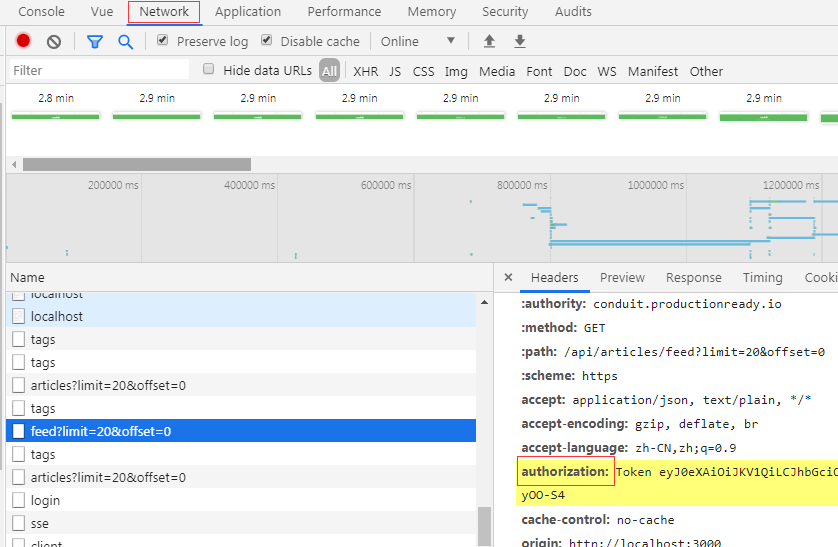 Console Vue Network Application Performance Memory Security Audits
Preserve log Disable cache Online
Filter Hide data URLs All XHR JS CSS Img Media Font Doc WS Manifest Other
2.8 min 2.9 min 2.9 min 2.9 min 2.9 min 2.9 min 2.9 min 2.9 min
200000 ms 400000 ms 600000 ms 800000 ms 1000000 ms 1200000 ms
Name
localhost
localhost
tags
tags
articles?limit=20&offset=0
tags
feed?limit=20&offset=0
tags
articles?limit=20&offset=0
login
sse
client
× Headers Preview Response Timing Cooki
:authority: conduit.productionready.io
:method: GET
:path: /api/articles/feed?limit=20&offset=0
:scheme: https
accept: application/json, text/plain, */*
accept-encoding: gzip, deflate, br
accept-language: zh-CN,zh;q=0.9
authorization: Token eyJ0eXAiOiJKV1QiLCJhbGciO
yOO-S4
cache-control: no-cache
origin: http://localhost:3000